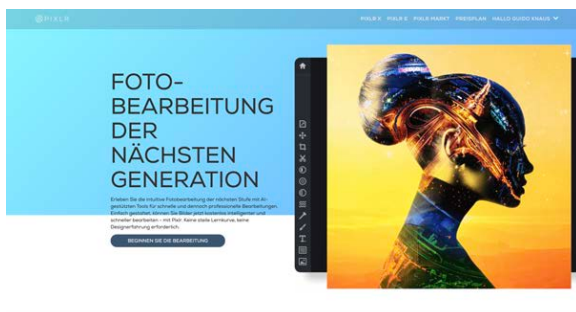 PIXLR
PIXLR X PIXLR E PIXLR MARKT PREISPLAN HALLO GUIDO KNAUS
FOTO-
BEARBEITUNG
DER
NÄCHSTEN
GENERATION
Erleben Sie die intuitive Fotobearbeitung der nächsten Stufe mit AI-
gestützten Tools für schnelle und dennoch professionelle Bearbeitungen.
Einfach gestaltet, können Sie Bilder jetzt kostenlos intelligenter und
schneller bearbeiten - mit Pixlr. Keine steile Lernkurve, keine
Designerfahrung erforderlich.
BEGINNEN SIE DIE BEARBEITUNG